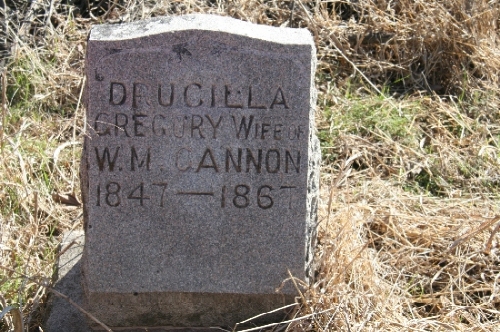 DRUCILLA
GREGORY WIFE OF
W.M. CANNON
1847—1867